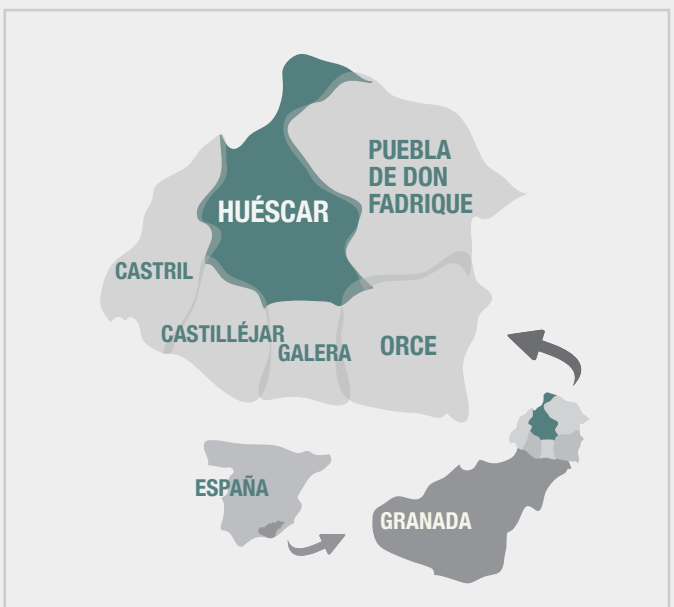 PUEBLA
DE DON
FADRIQUE
HUÉSCAR
CASTRIL
CASTILLÉJAR
GALERA
ORCE
ESPAÑA
GRANADA